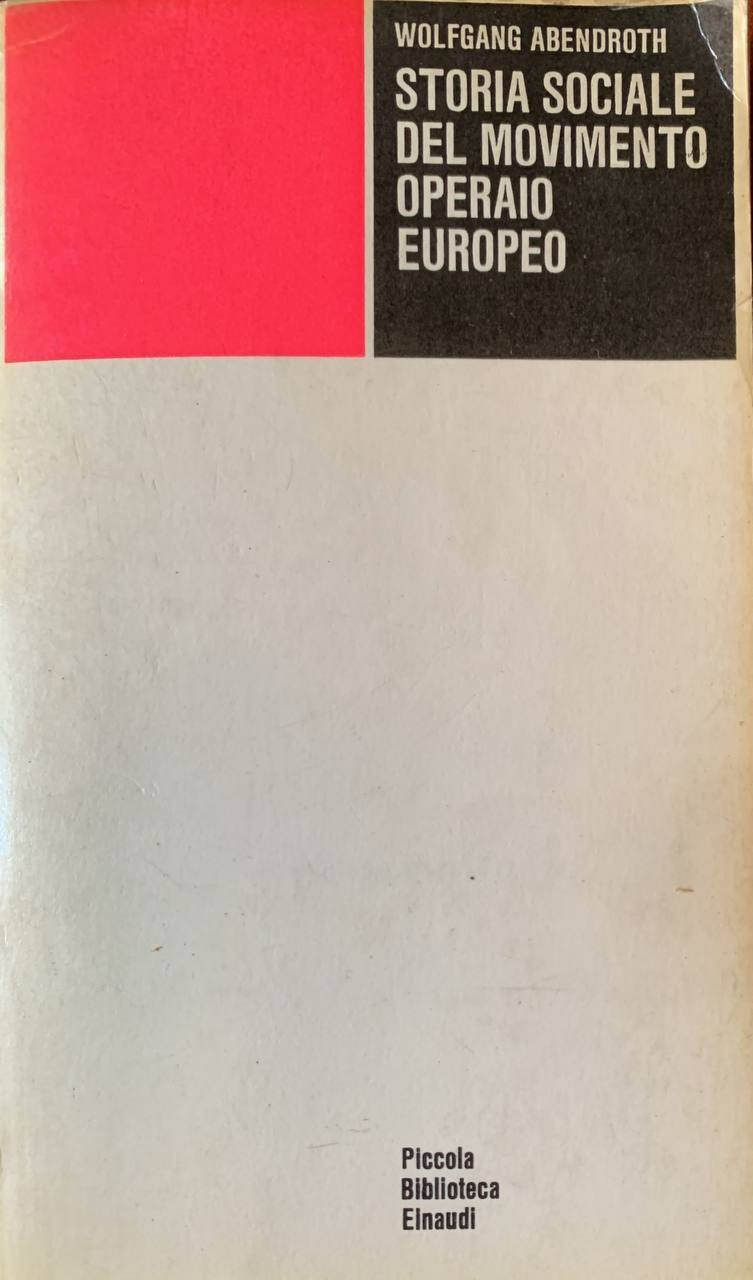 WOLFGANG ABENDROTH
STORIA SOCIALE
DEL MOVIMENTO
OPERAIO
EUROPEO
Piccola
Biblioteca
Einaudi